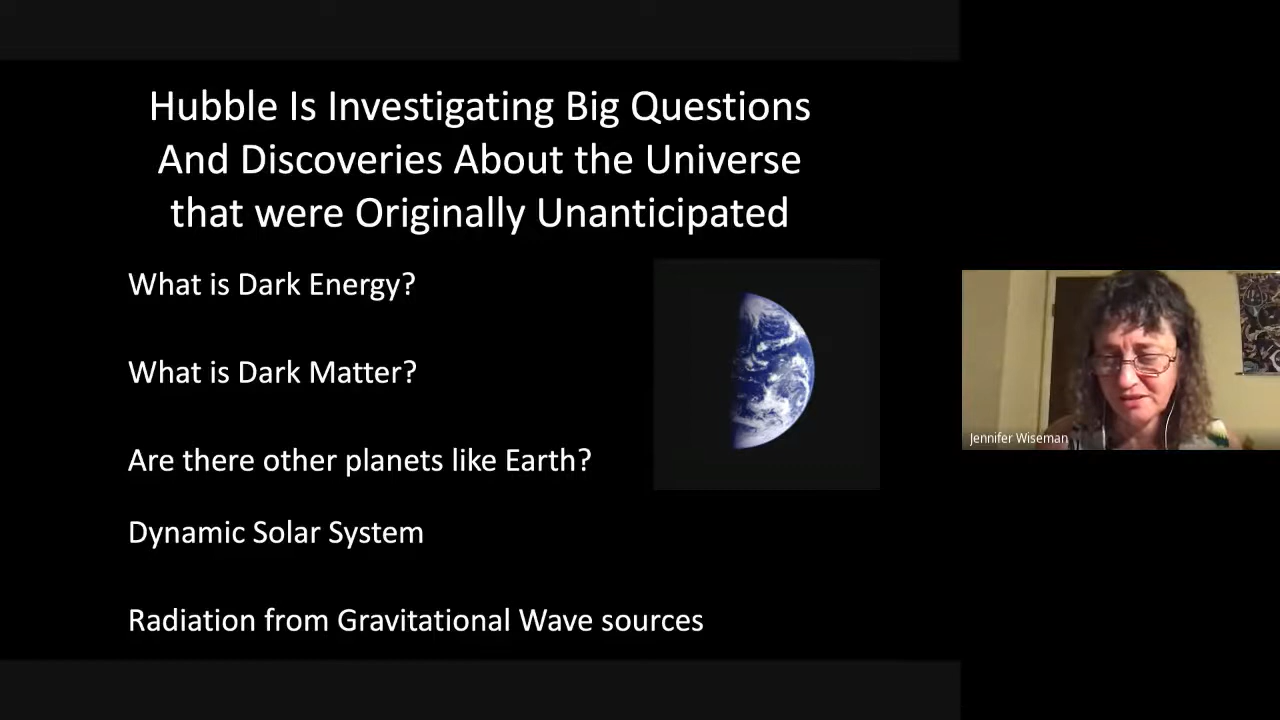 Hubble Is Investigating Big Questions
And Discoveries About the Universe
that were Originally Unanticipated
What is Dark Energy?
What is Dark Matter?
Are there other planets like Earth?
Dynamic Solar System
Radiation from Gravitational Wave sources
Jennifer Wiseman